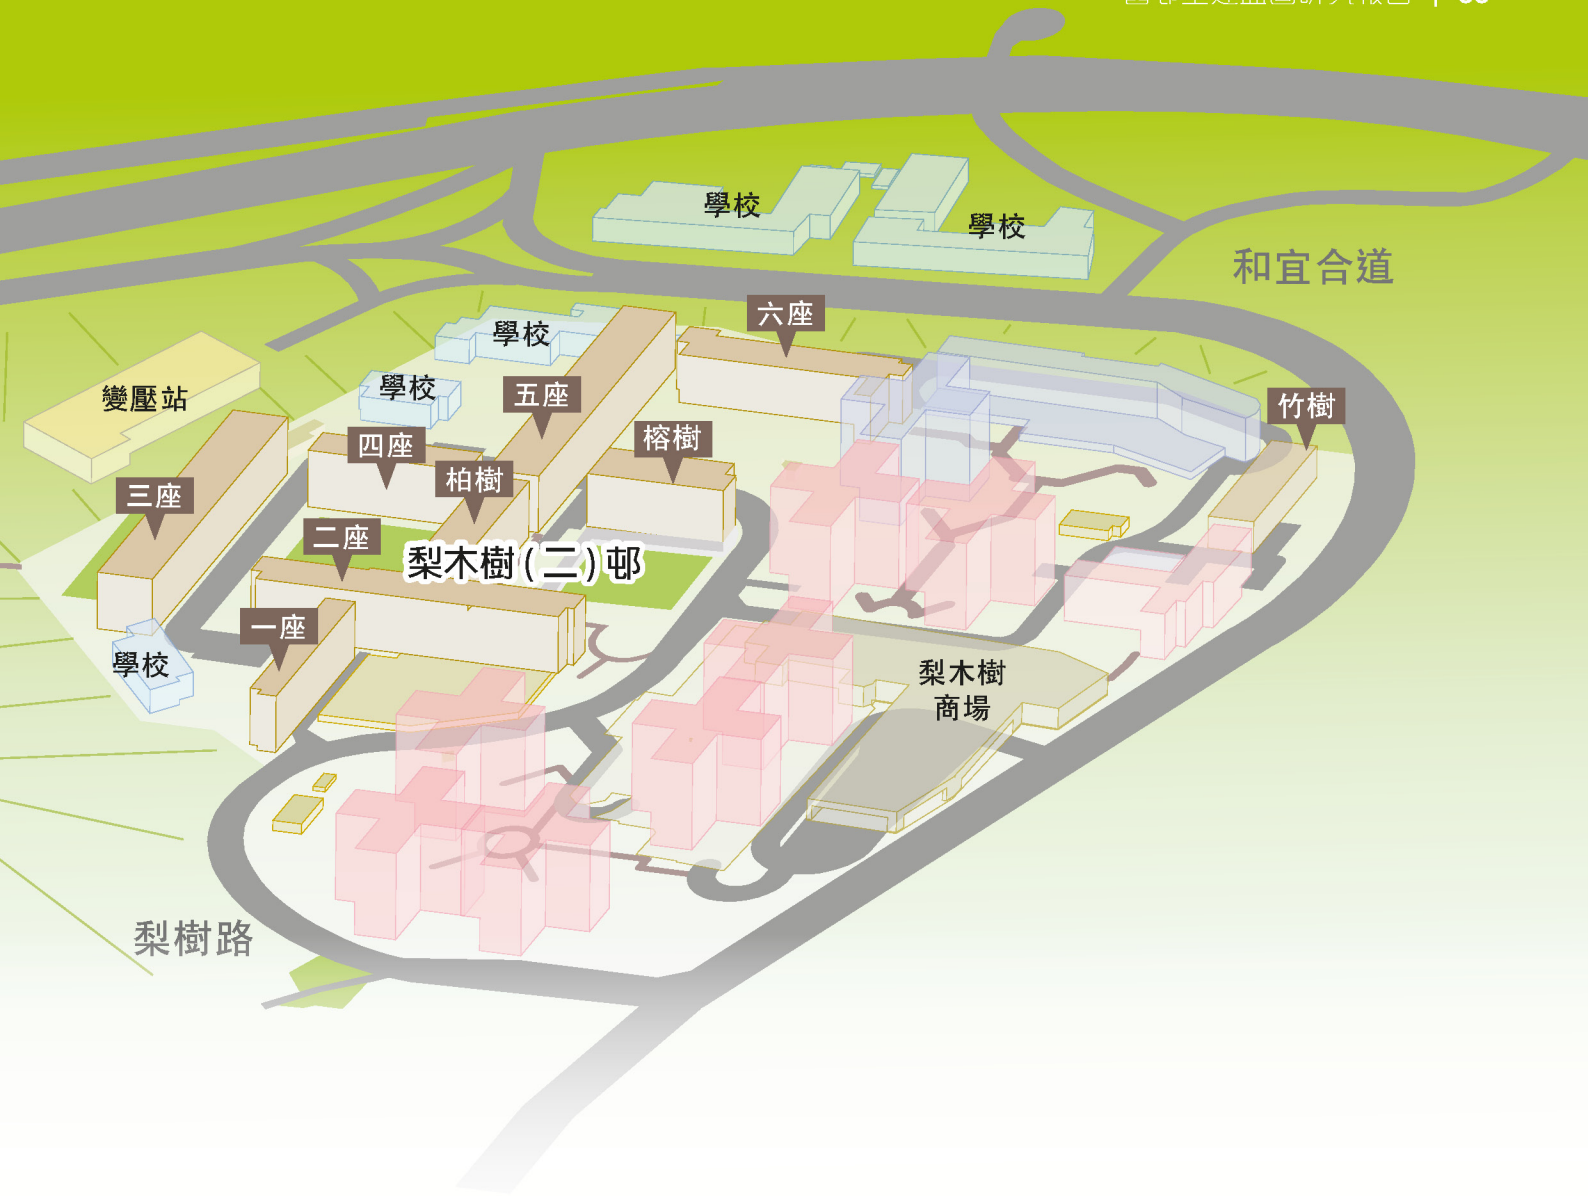 學校
學校
和宜合道
六座
學校
學校
五座
變壓站
竹樹
榕樹
四座
柏樹
三座
二座
梨木樹(二)邨
一座
學校
梨木樹
商場
梨樹路